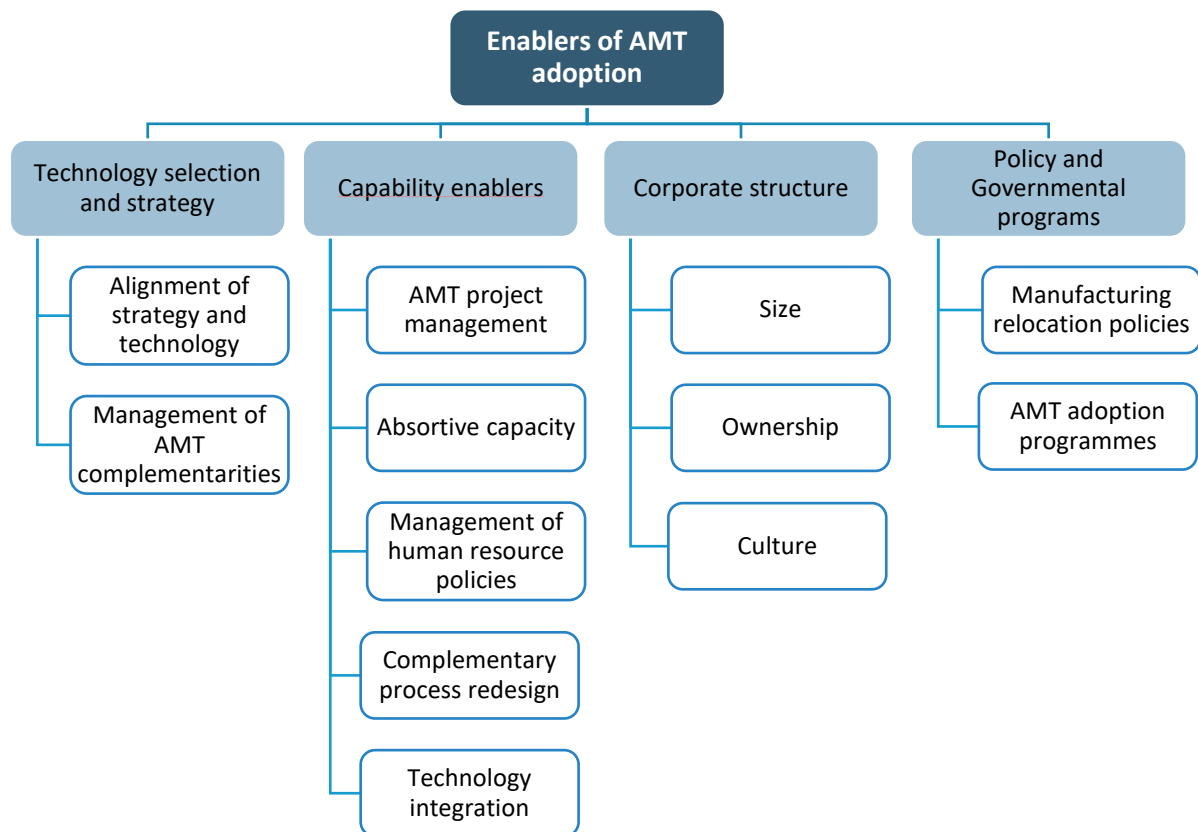 Enablers of AMT
adoption
Technology selection
and strategy
Alignment of
strategy and
technology
Management of
AMT
complementarities
Capability enablers
AMT project
management
Absortive capacity
Management of
human resource
policies
Complementary
process redesign
Technology
integration
Corporate structure
Size
Ownership
Culture
Policy and
Governmental
programs
Manufacturing
relocation policies
AMT adoption
programmes